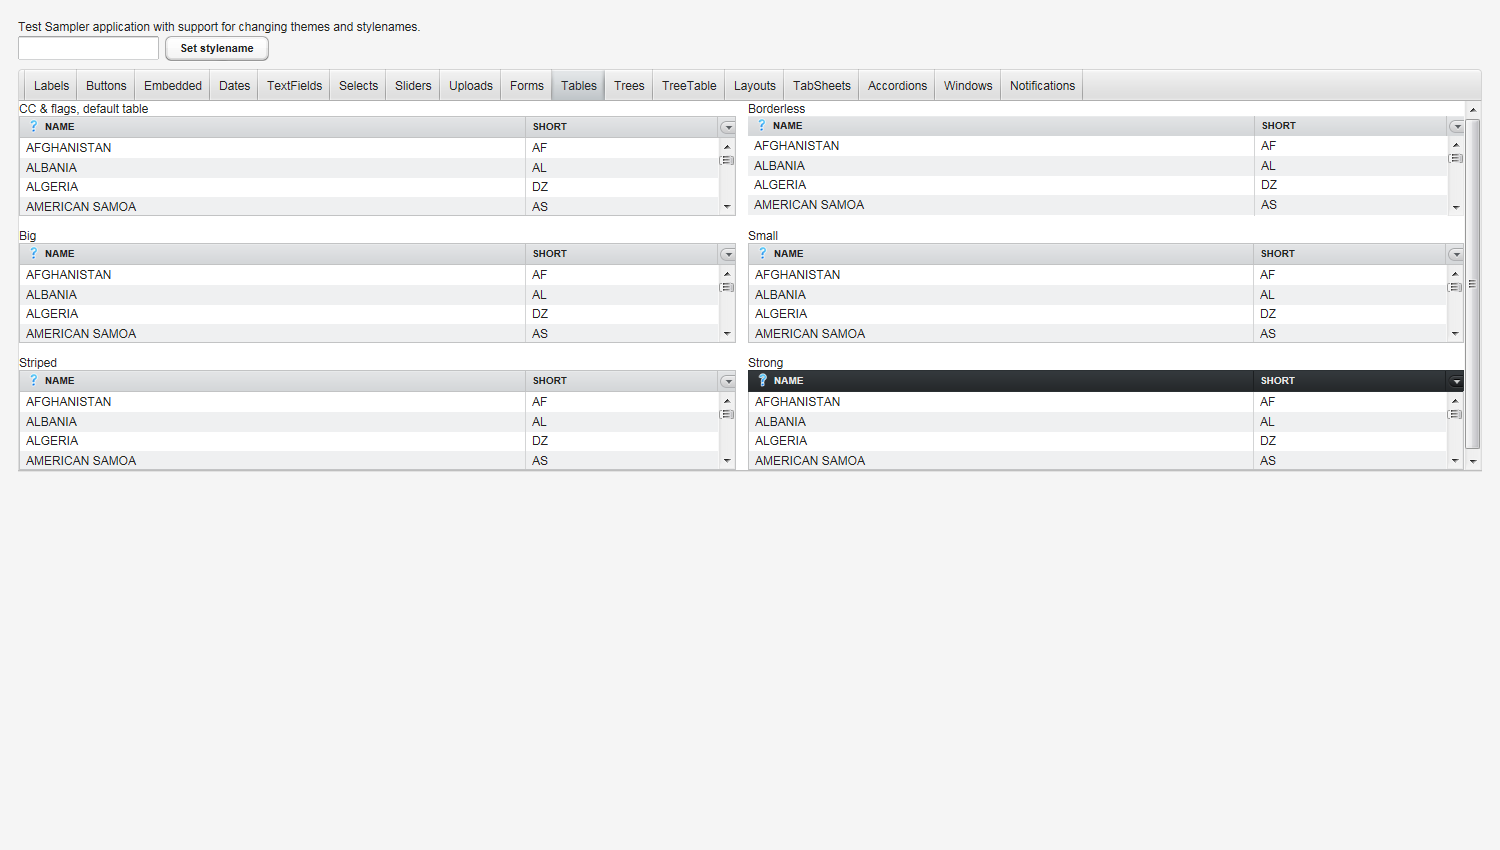 Test Sampler application with support for changing themes and stylenames.
Set stylename
Labels Buttons Embedded Dates TextFields Selects Sliders Uploads Forms Tables Trees TreeTable Layouts TabSheets Accordions Windows Notifications
CC & flags, default table
? NAME SHORT
AFGHANISTAN AF
ALBANIA AL
ALGERIA DZ
AMERICAN SAMOA AS
Borderless
? NAME SHORT
AFGHANISTAN AF
ALBANIA AL
ALGERIA DZ
AMERICAN SAMOA AS
Big
? NAME SHORT
AFGHANISTAN AF
ALBANIA AL
ALGERIA DZ
AMERICAN SAMOA AS
Small
? NAME SHORT
AFGHANISTAN AF
ALBANIA AL
ALGERIA DZ
AMERICAN SAMOA AS
Striped
? NAME SHORT
AFGHANISTAN AF
ALBANIA AL
ALGERIA DZ
AMERICAN SAMOA AS
Strong
? NAME SHORT
AFGHANISTAN AF
ALBANIA AL
ALGERIA DZ
AMERICAN SAMOA AS